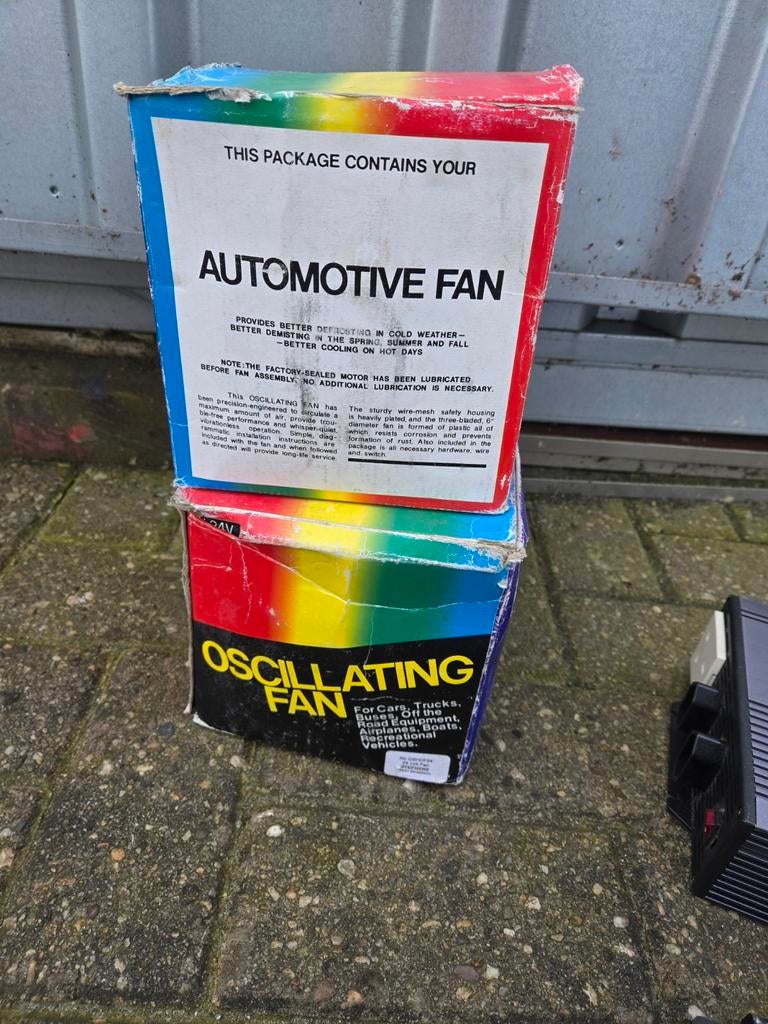 THIS PACKAGE CONTAINS YOUR
AUTOMOTIVE FAN
PROVIDES BETTER DEFROSTING IN COLD WEATHER—
BETTER DEMISTING IN THE SPRING, SUMMER AND FALL
—BETTER COOLING ON HOT DAYS
NOTE: THE FACTORY-SEALED MOTOR HAS BEEN LUBRICATED
BEFORE FAN ASSEMBLY, NO ADDITIONAL LUBRICATION IS NECESSARY.
This OSCILLATING FAN has
been precision-engineered to circulate a
maximum amount of air, provide trou-
ble-free performance and whisper-quiet,
vibrationless operation. Simple, diag-
rammatic installation instructions are
included with the fan and when followed
as directed will provide long-life service.
The sturdy wire-mesh safety housing
is heavily plated, and the three-bladed, 6"
diameter fan is formed of plastic all of
which resists corrosion and prevents
formation of rust. Also included in the
package is all necessary hardware, wire
and switch.
24V
OSCILLATING
FAN
For Cars, Trucks,
Buses, Off the
Road Equipment,
Airplanes, Boats,
Recreational
Vehicles.
24 volt Fan